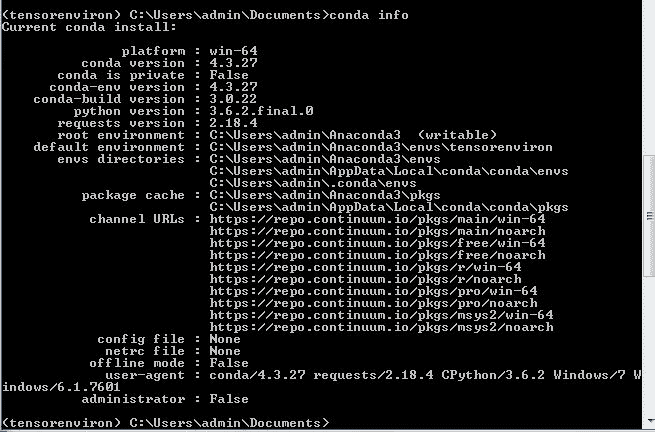 (tensorenviron) C:\Users\admin\Documents>conda info
Current conda install:
platform : win-64
conda version : 4.3.27
conda is private : False
conda-env version : 4.3.27
conda-build version : 3.0.22
python version : 3.6.2.final.0
requests version : 2.18.4
root environment : C:\Users\admin\Anaconda3  (writable)
default environment : C:\Users\admin\Anaconda3\envs\tensorenviron
envs directories : C:\Users\admin\Anaconda3\envs
C:\Users\admin\AppData\Local\conda\conda\envs
C:\Users\admin\.conda\envs
package cache : C:\Users\admin\Anaconda3\pkgs
C:\Users\admin\AppData\Local\conda\conda\pkgs
channel URLs : https://repo.continuum.io/pkgs/main/win-64
https://repo.continuum.io/pkgs/main/noarch
https://repo.continuum.io/pkgs/free/win-64
https://repo.continuum.io/pkgs/free/noarch
https://repo.continuum.io/pkgs/r/win-64
https://repo.continuum.io/pkgs/r/noarch
https://repo.continuum.io/pkgs/pro/win-64
https://repo.continuum.io/pkgs/pro/noarch
https://repo.continuum.io/pkgs/msys2/win-64
https://repo.continuum.io/pkgs/msys2/noarch
config file : None
netrc file : None
offline mode : False
user-agent : conda/4.3.27 requests/2.18.4 CPython/3.6.2 Windows/7 W
indows/6.1.7601
administrator : False
(tensorenviron) C:\Users\admin\Documents>